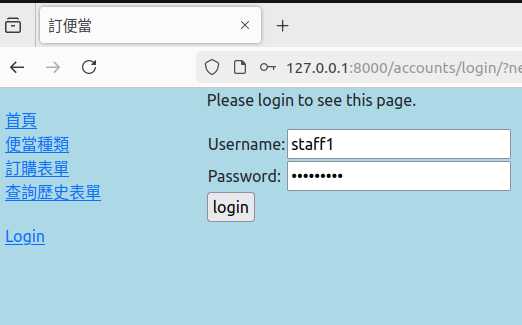 訂便當
127.0.0.1:8000/accounts/login/?ne
Please login to see this page.
首頁
便當種類
訂購表單
查詢歷史表單
Login
Username: staff1
Password: •••••••••
login